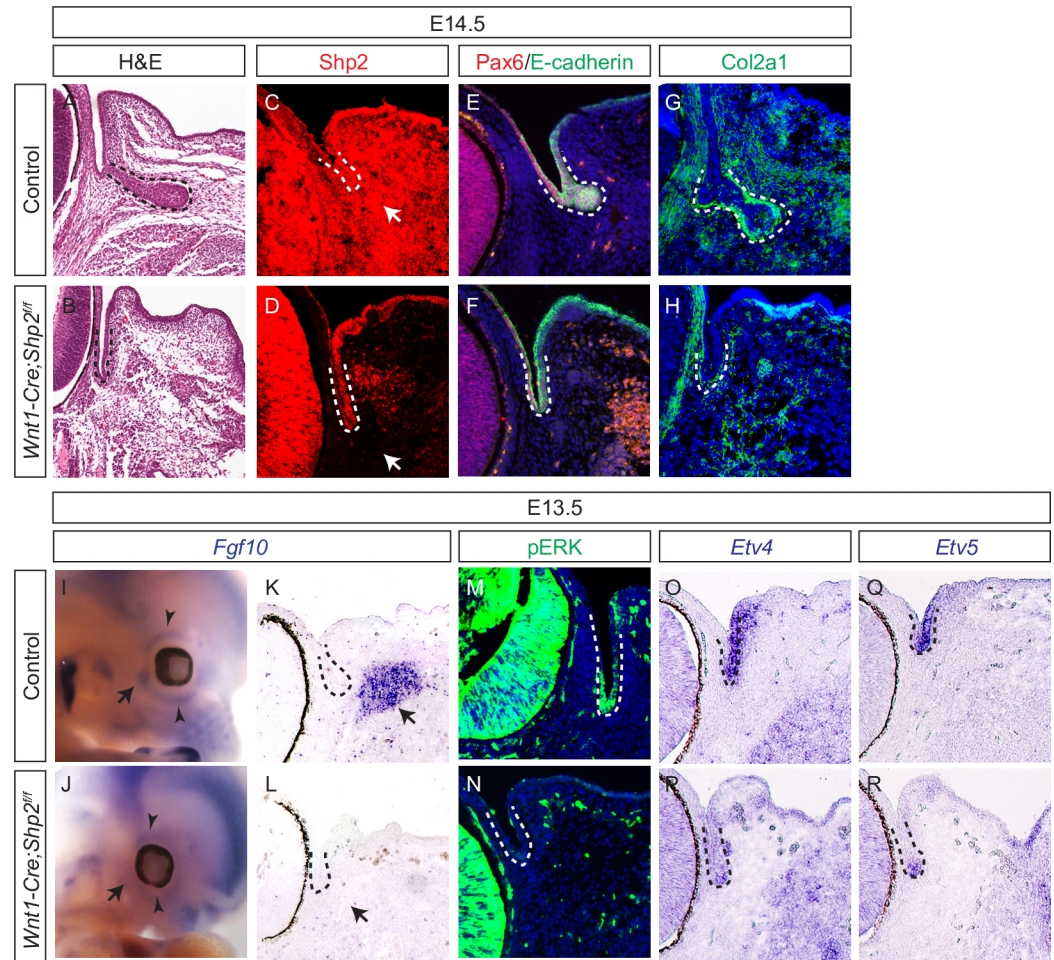 E14.5
H&E
Shp2
Pax6/E-cadherin
Col2a1
Control
A
C
E
G
Wnt1-Cre;Shp2f/f
B
D
F
H
E13.5
Fgf10
pERK
Etv4
Etv5
Control
I
K
M
O
Q
Wnt1-Cre;Shp2f/f
J
L
N
P
R